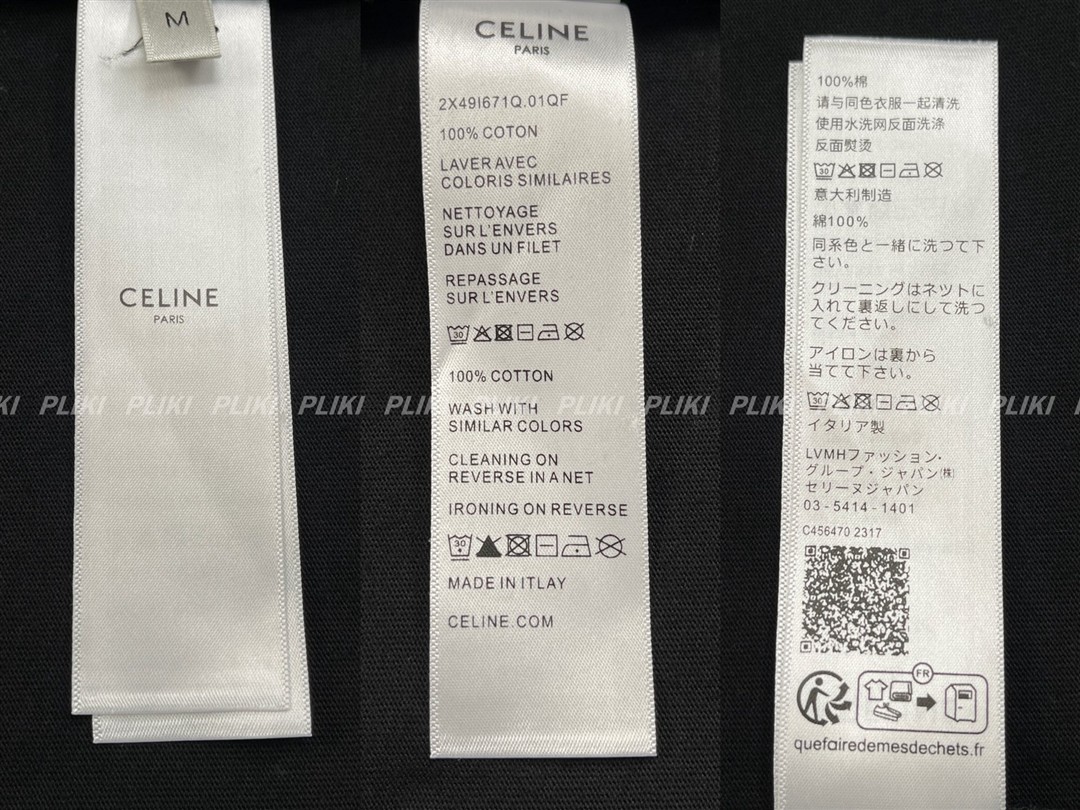 M
CELINE
PARIS
CELINE
PARIS
2X49I671Q.01QF
100% COTON
LAVER AVEC
COLORIS SIMILAIRES
NETTOYAGE
SUR L'ENVERS
DANS UN FILET
REPASSAGE
SUR L'ENVERS
30
100% COTTON
WASH WITH
SIMILAR COLORS
CLEANING ON
REVERSE IN A NET
IRONING ON REVERSE
30
MADE IN ITLAY
CELINE.COM
100%棉
请与同色衣服一起清洗
使用水洗网反面洗涤
反面熨烫
30
意大利制造
綿100%
同系色と一緒に洗つて下
さい。
クリーニングはネツトに
入れて裏返しにして洗つ
てください。
アイロンは裏から
当てて下さい。
30
イタリア製
LVMHファッション・
グループ・ジャパン㈱
セリーヌジャパン
03-5414-1401
C456470 2317
FR
quefairedemesdechets.fr
KI PLIKI PLIKI PLIKI PLIKI PLIKI PLIKI PLIKI PLIKI PLIKI PLIKI PLIKI PLIKI